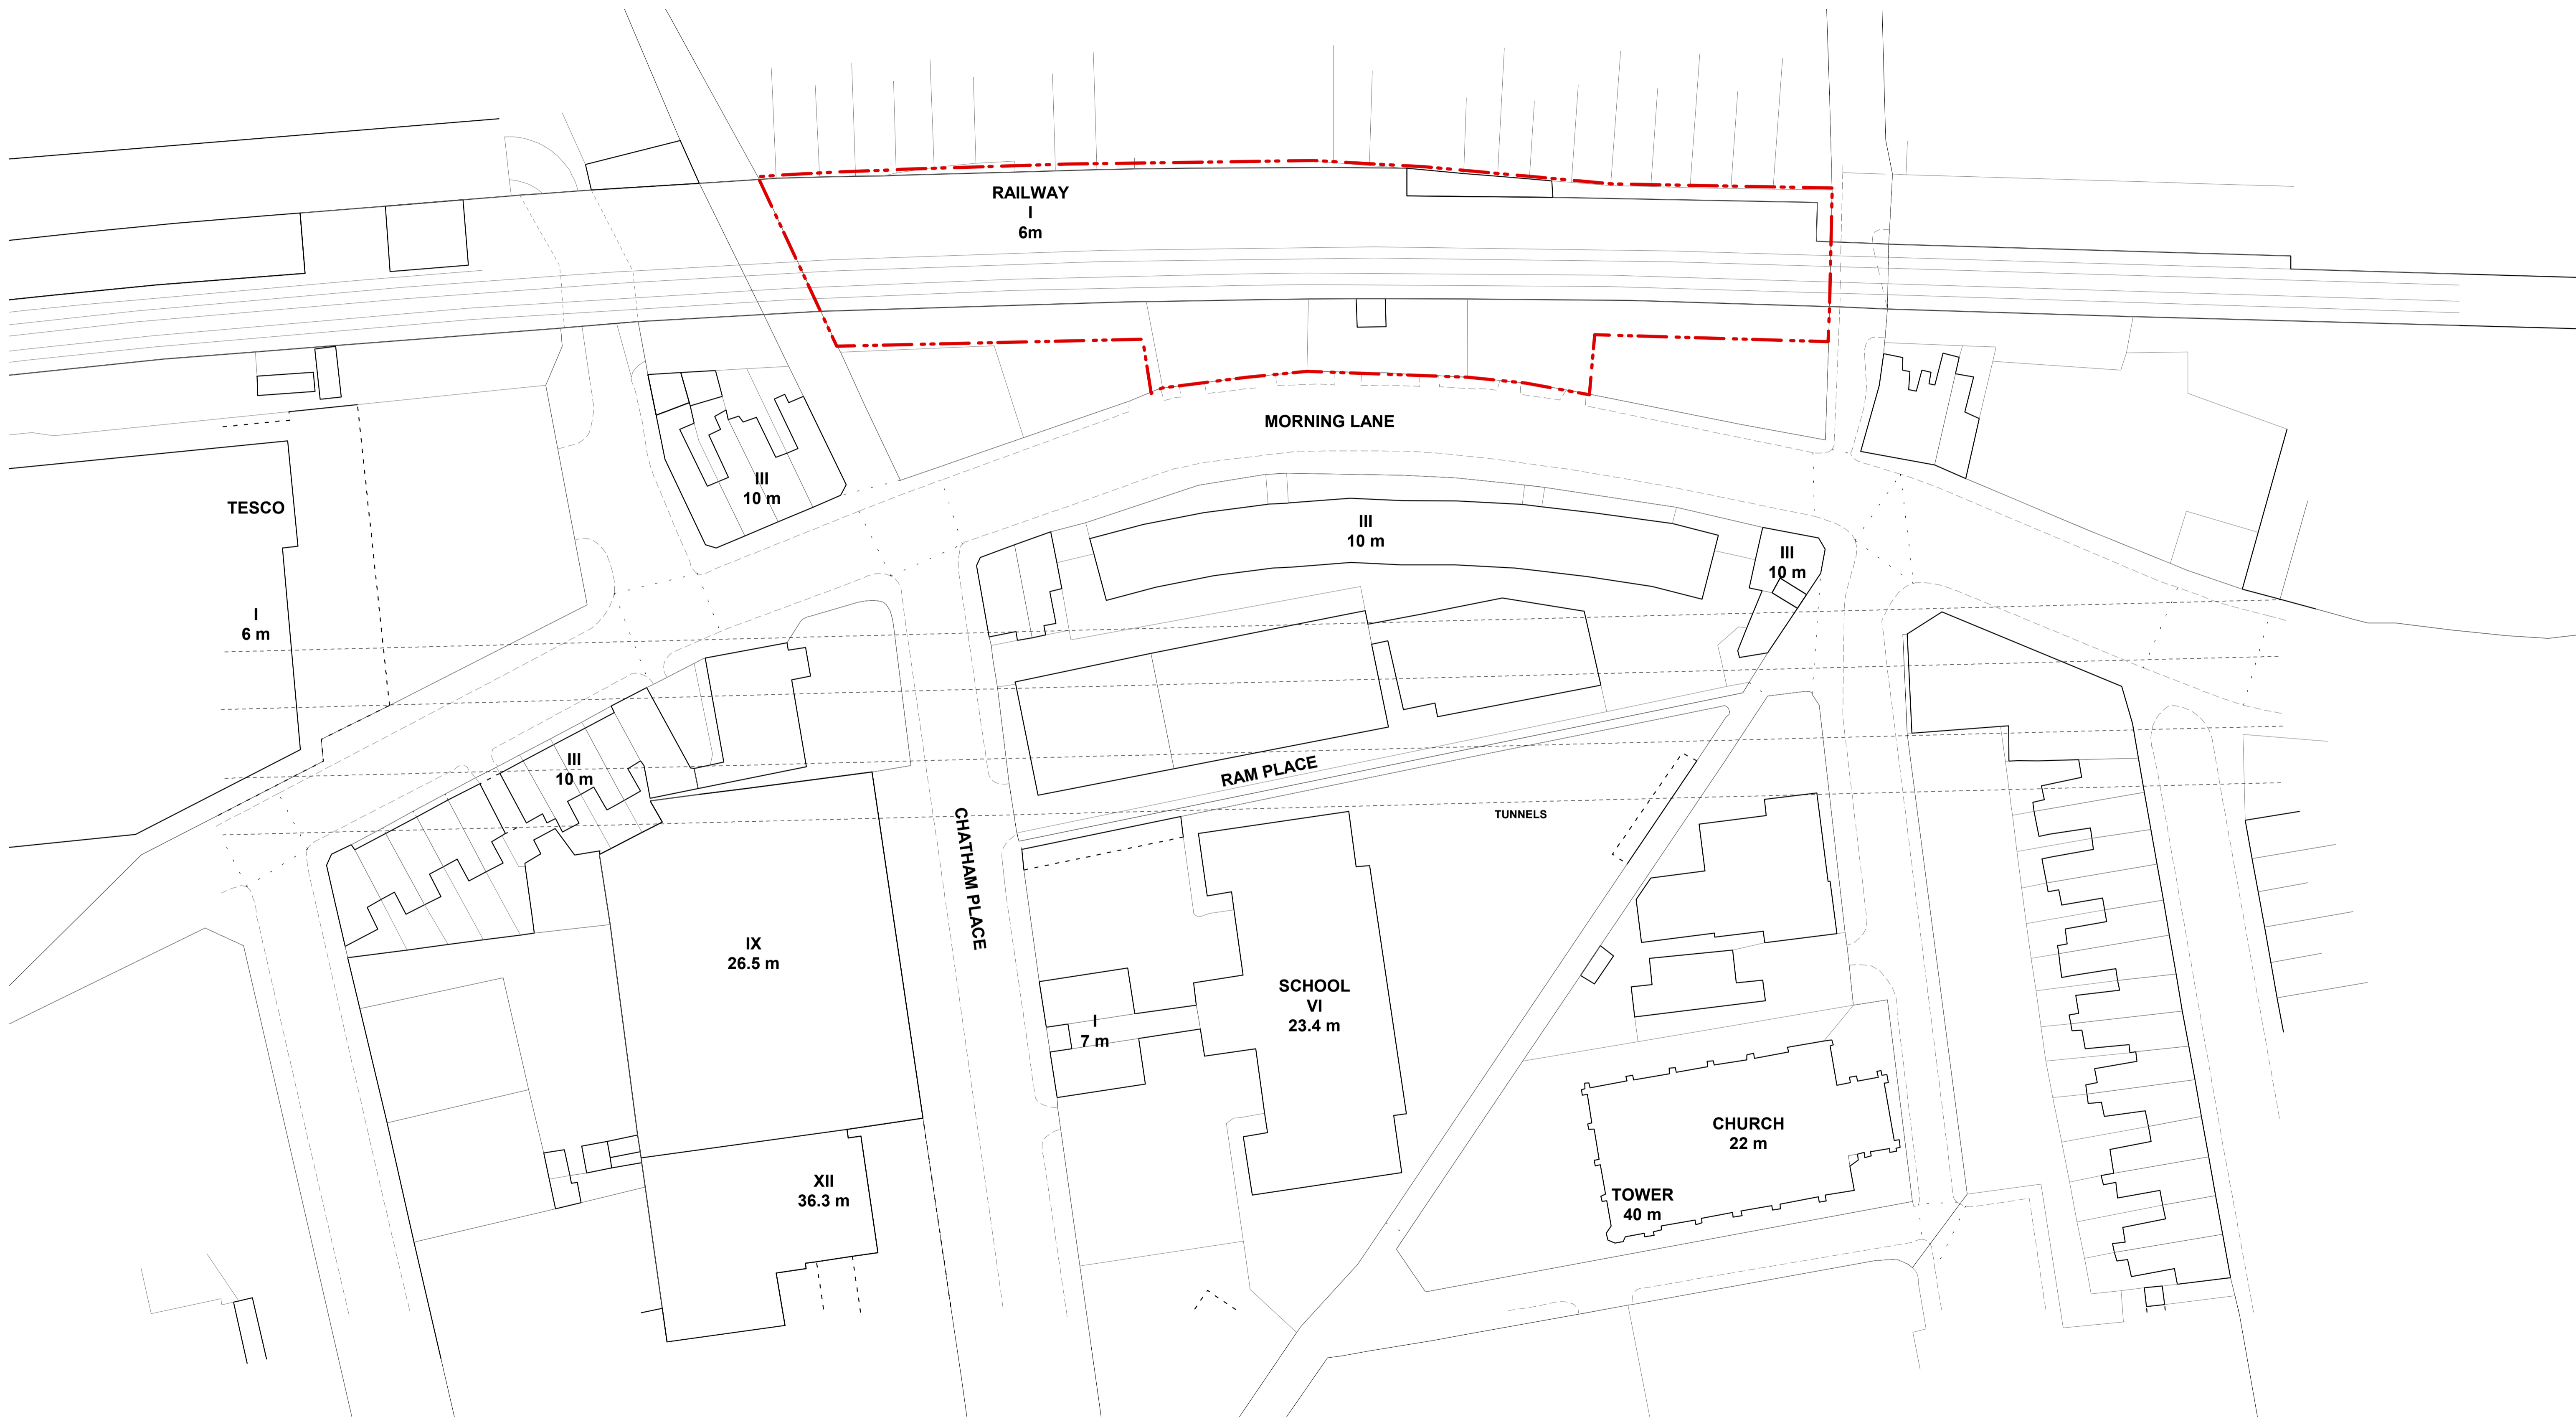 RAILWAY
I
6m
MORNING LANE
III
10 m
TESCO
III
10 m
III
10 m
I
6 m
III
10 m
RAM PLACE
TUNNELS
CHATHAM PLACE
IX
26.5 m
SCHOOL
VI
23.4 m
I
7 m
CHURCH
22 m
XII
36.3 m
TOWER
40 m